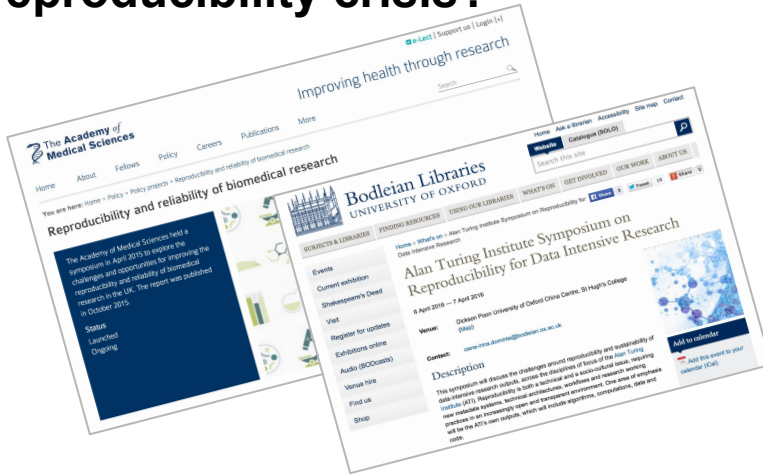 eproducibility crisis?
e-Lect | Support us | Login [+]
Improving health through research
Search
The Academy of
Medical Sciences
Home About Fellows Policy Careers Publications More
You are here: Home > Policy > Policy projects > Reproducibility and reliability of biomedical research
Reproducibility and reliability of biomedical research
The Academy of Medical Sciences held a
symposium in April 2015 to explore the
challenges and opportunities for improving the
reproducibility and reliability of biomedical
research in the UK. The report was published
in October 2015.
Status
Launched
Ongoing
Home Ask a librarian Accessibility Site map Contact
Website Catalogue (SOLO)
Search this site
Bodleian Libraries
UNIVERSITY OF OXFORD
SUBJECTS & LIBRARIES FINDING RESOURCES USING OUR LIBRARIES WHAT'S ON GET INVOLVED OUR WORK ABOUT US
Home > What's on > Alan Turing Institute Symposium on Reproducibility for
Data Intensive Research
Share 0 Tweet 10 Share 0
Events
Current exhibition
Shakespeare's Dead
Visit
Register for updates
Exhibitions online
Audio (BODcasts)
Venue hire
Find us
Shop
Alan Turing Institute Symposium on
Reproducibility for Data Intensive Research
6 April 2016 — 7 April 2016
Venue: Dickson Poon University of Oxford China Centre, St Hugh's College
(Map)
Contact:
Description
This symposium will discuss the challenges around reproducibility and sustainability of
data-intensive research outputs, across the disciplines of focus of the Alan Turing
Institute (ATI). Reproducibility is both a technical and a socio-cultural issue, requiring
new metadata systems, technical architectures, workflows and research working
practices in an increasingly open and transparent environment. One area of emphasis
will be the ATI's own outputs, which will include algorithms, computations, data and
code.
Add to calendar
Add this event to your
calendar (iCal)